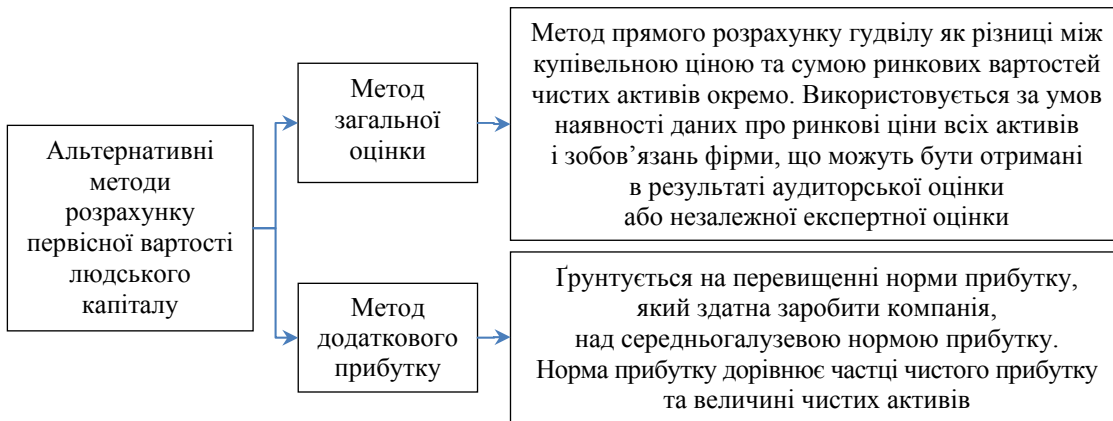 Альтернативні
методи
розрахунку
первісної вартості
людського
капіталу
Метод
загальної
оцінки
Метод прямого розрахунку гудвілу як різниці між
купівельною ціною та сумою ринкових вартостей
чистих активів окремо. Використовується за умов
наявності даних про ринкові ціни всіх активів
і зобов’язань фірми, що можуть бути отримані
в результаті аудиторської оцінки
або незалежної експертної оцінки
Метод
додаткового
прибутку
Ґрунтується на перевищенні норми прибутку,
який здатна заробити компанія,
над середньогалузевою нормою прибутку.
Норма прибутку дорівнює частці чистого прибутку
та величині чистих активів